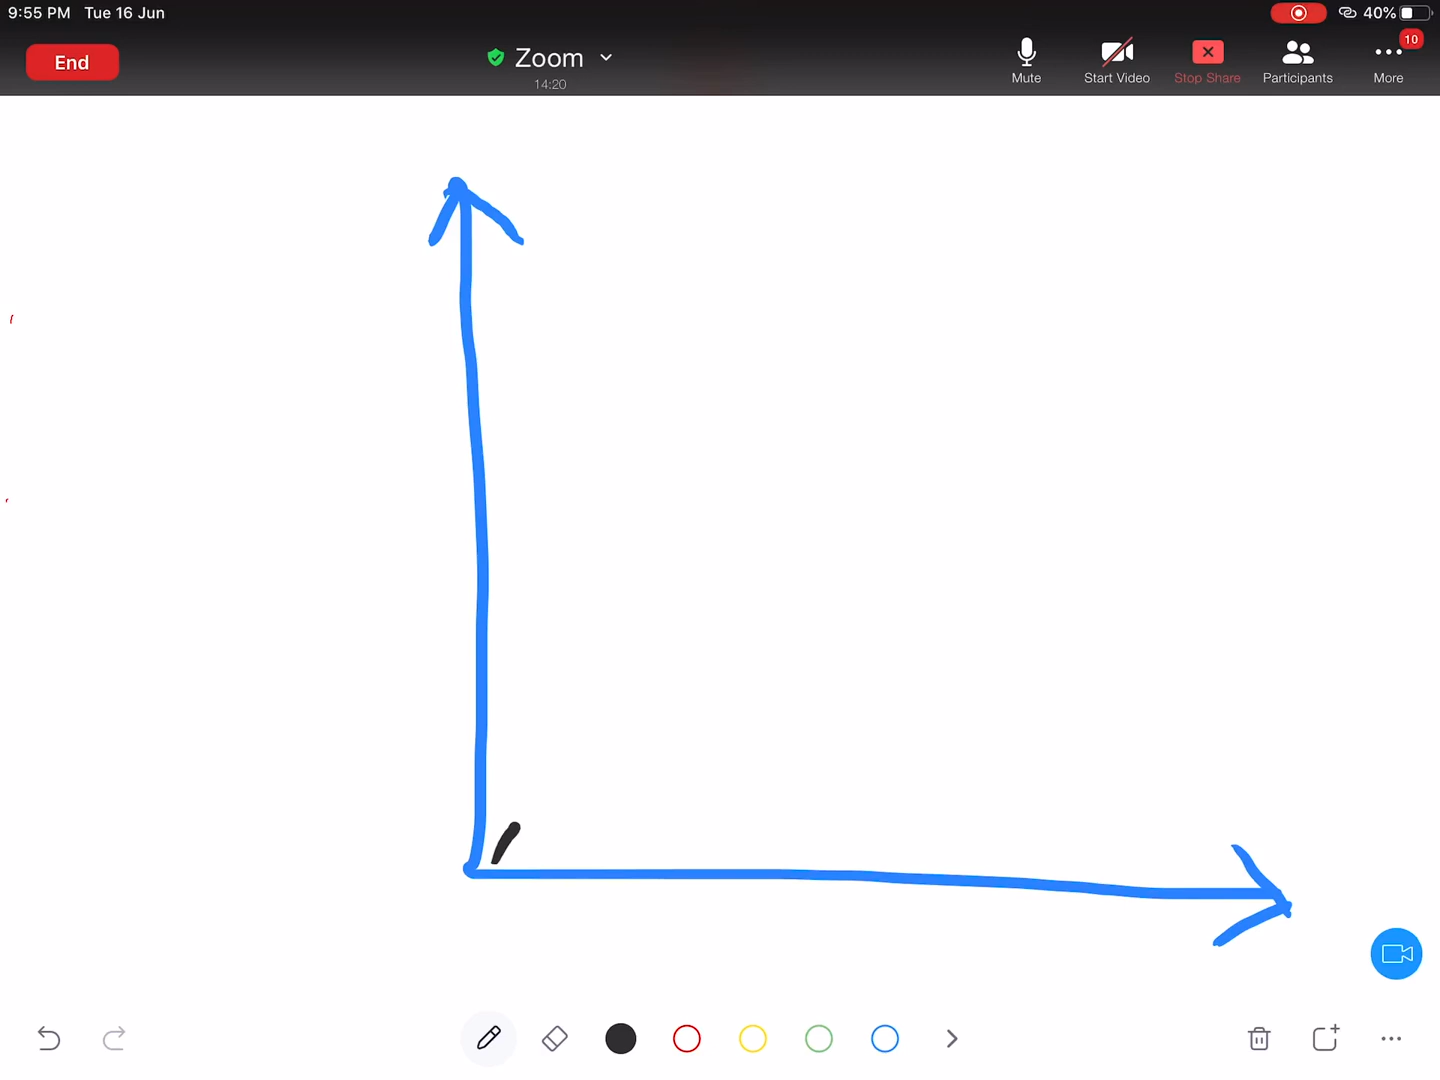 9:55 PM Tue 16 Jun
40%
End
Zoom
14:20
Mute
Start Video
Stop Share
Participants
10
More